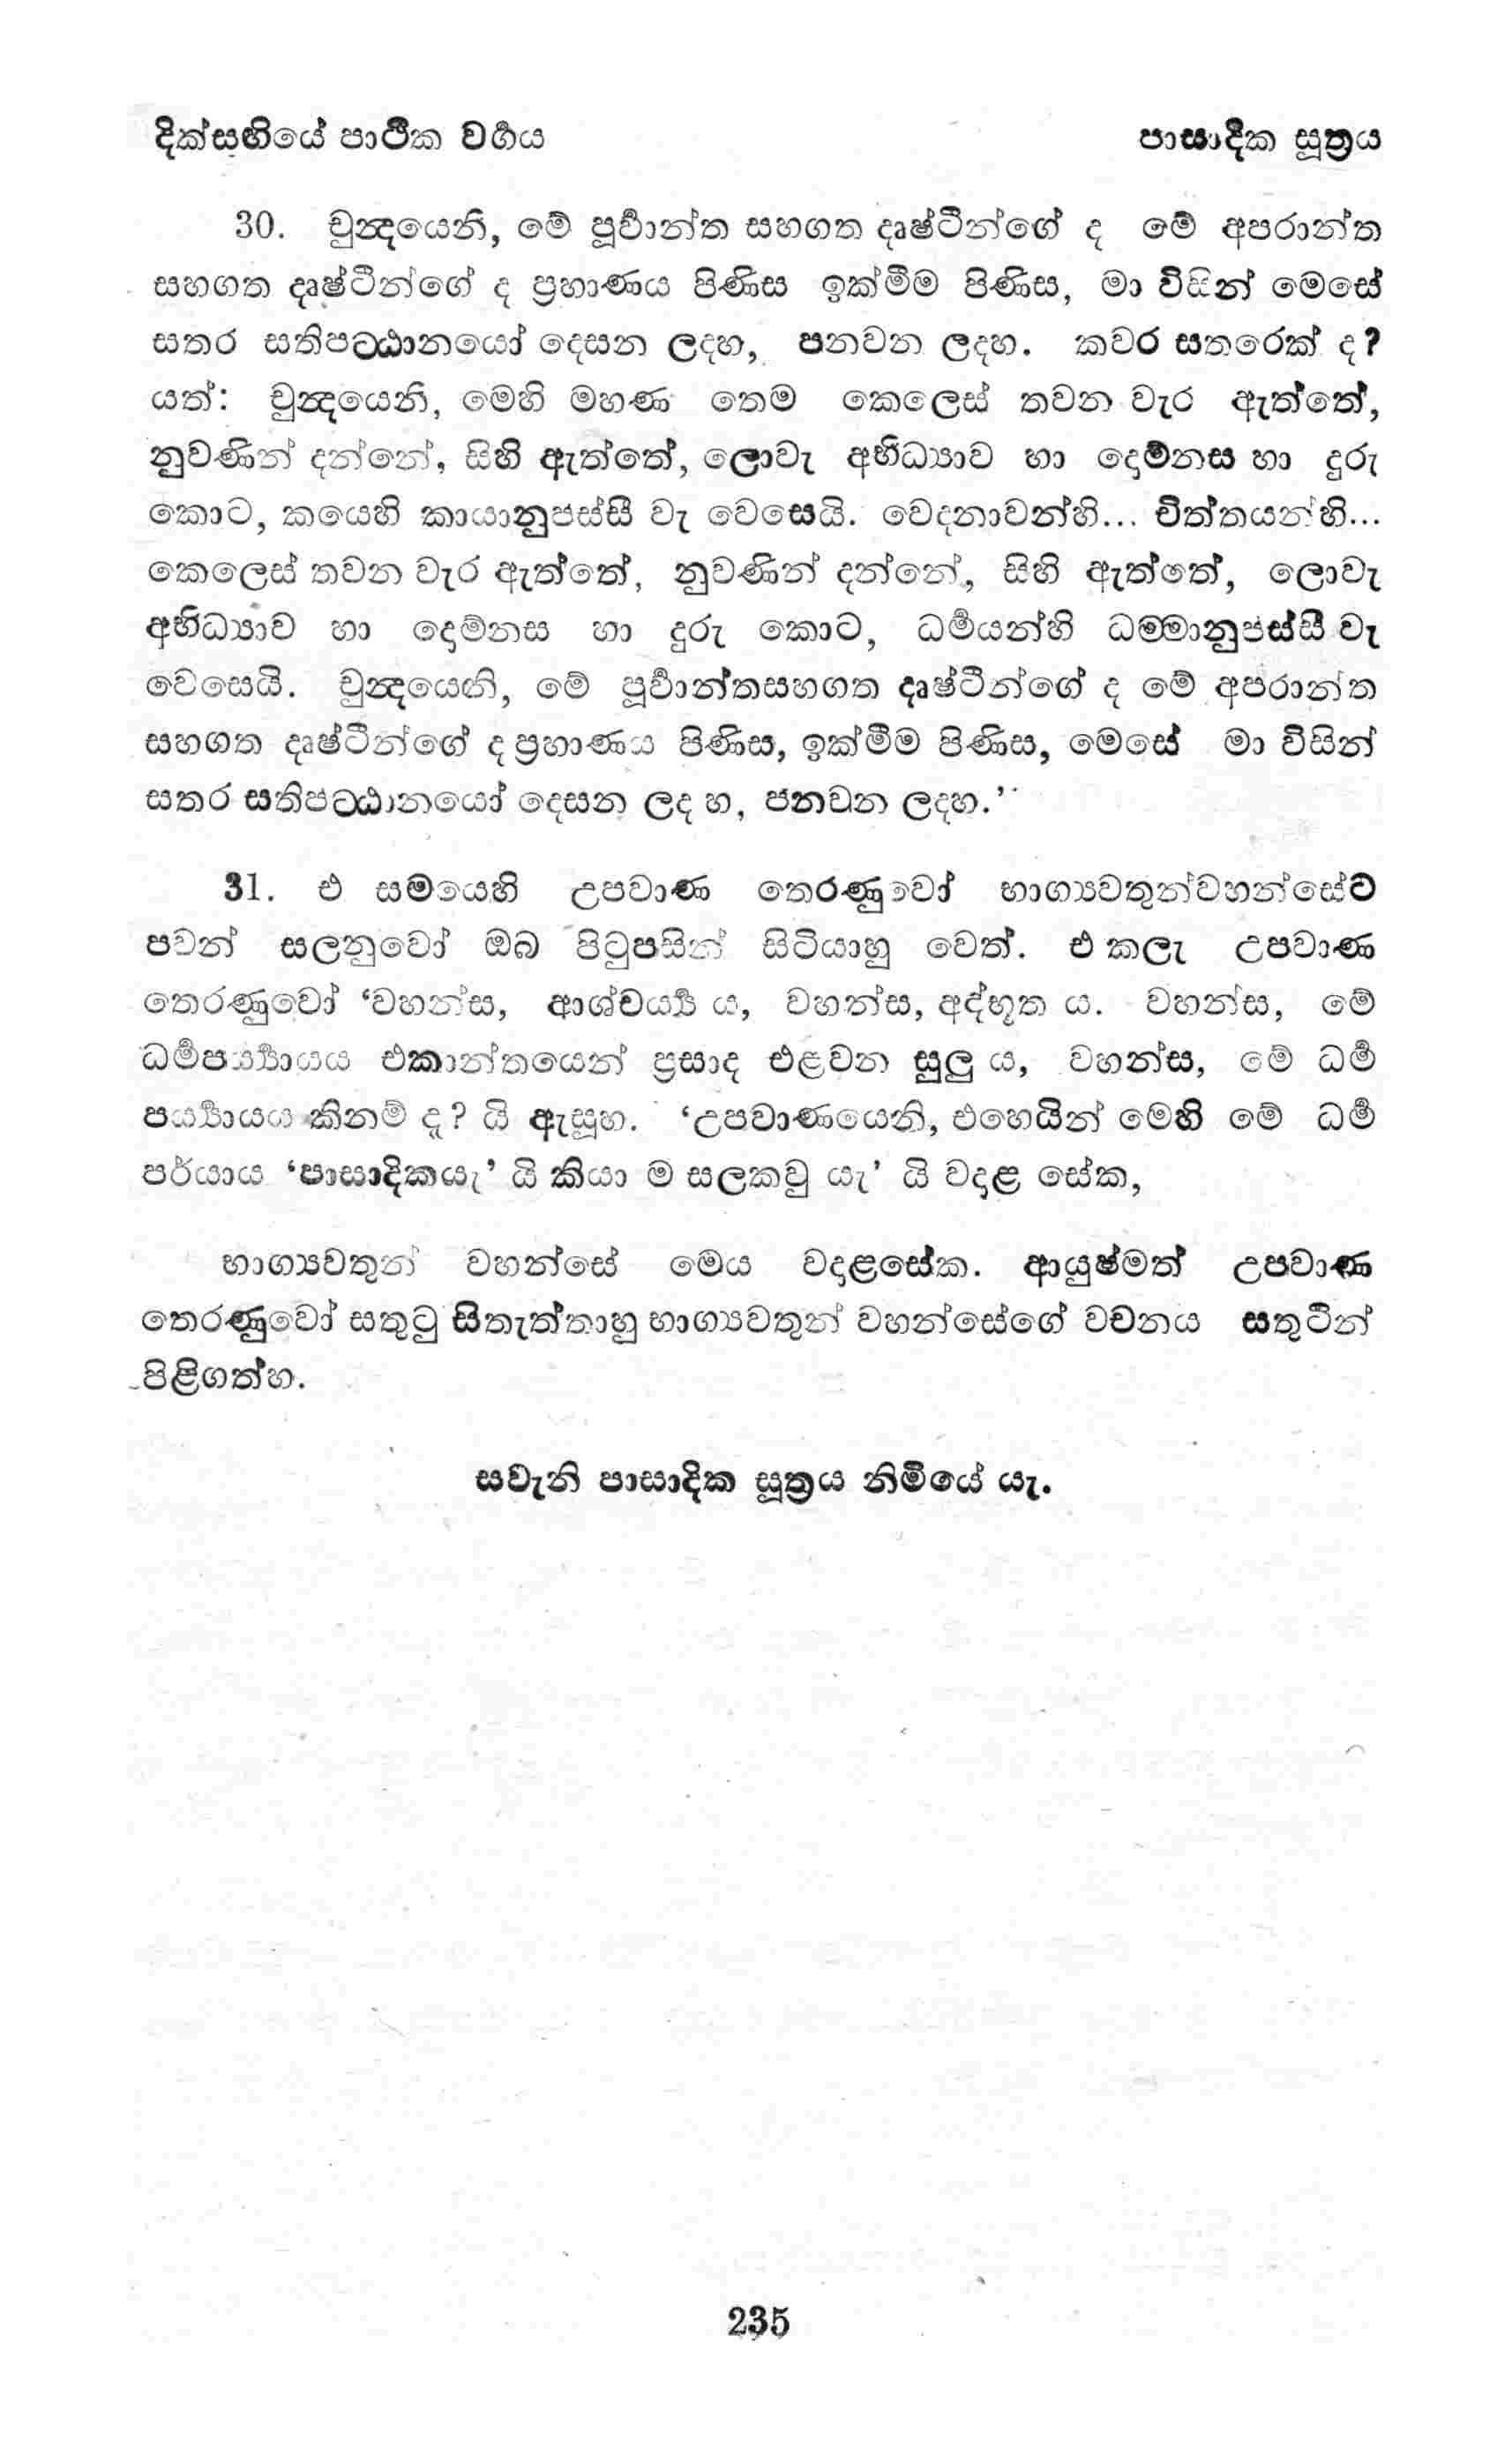 දික්සඟියේ පාථික වර්‍ගය
පාසාදික සූත්‍රය
30. චුන්‍දයෙනි, මේ පූර්‍වාන්ත සහගත දෘෂ්ටීන්ගේ ද මේ අපරාන්ත
සහගත දෘෂ්ටීන්ගේ ද ප්‍රහාණය පිණිස ඉක්මීම පිණිස, මා විසින් මෙසේ
සතර සතිපට්ඨානයෝ දෙසන ලදහ, පනවන ලදහ. කවර සතරෙක් ද?
යත්: චුන්‍දයෙනි, මෙහි මහණ තෙම කෙලෙස් තවන වැර ඇත්තේ,
නුවණින් දන්නේ, සිහි ඇත්තේ, ලොවැ අභිධ්‍යාව හා දොම්නස හා දුරු
කොට, කයෙහි කායානුපස්සී වැ වෙසෙයි. වෙදනාවන්හි... චිත්තයන්හි...
කෙලෙස් තවන වැර ඇත්තේ, නුවණින් දන්නේ, සිහි ඇත්තේ, ලොවැ
අභිධ්‍යාව හා දොම්නස හා දුරු කොට, ධර්‍මයන්හි ධම්මානුපස්සී වැ
වෙසෙයි. චුන්‍දයෙනි, මේ පූර්‍වාන්තසහගත දෘෂ්ටීන්ගේ ද මේ අපරාන්ත
සහගත දෘෂ්ටීන්ගේ ද ප්‍රහාණය පිණිස, ඉක්මීම පිණිස, මෙසේ මා විසින්
සතර සතිපට්ඨානයෝ දෙසන ලද හ, පනවන ලදහ.’'
31. එ සමයෙහි උපවාණ තෙරණුවෝ භාග්‍යවතුන්වහන්සේට
පවන් සලනුවෝ ඔබ පිටුපසින් සිටියාහු වෙත්. එ කලැ උපවාණ
තෙරණුවෝ ‘වහන්ස, ආශ්චර්‍ය්‍ය ය, වහන්ස, අද්භූත ය. වහන්ස, මේ
ධර්‍මපර්‍ය්‍යායය එකාන්තයෙන් ප්‍රසාද එළවන සුලු ය, වහන්ස, මේ ධර්‍ම
පර්‍ය්‍යායය කිනම් ද? යි ඇසූහ. ‘උපවාණයෙනි, එහෙයින් මෙහි මේ ධර්‍ම
පර්යාය ‘පාසාදිකයැ’ යි කියා ම සලකවු යැ’ යි වදාළ සේක,
භාග්‍යවතුන් වහන්සේ මෙය වදාළසේක. ආයුෂ්මත් උපවාණ
තෙරණුවෝ සතුටු සිතැත්තාහු භාග්‍යවතුන් වහන්සේගේ වචනය සතුටින්
පිළිගත්හ.
සවැනි පාසාදික සූත්‍රය නිමියේ යැ.
235